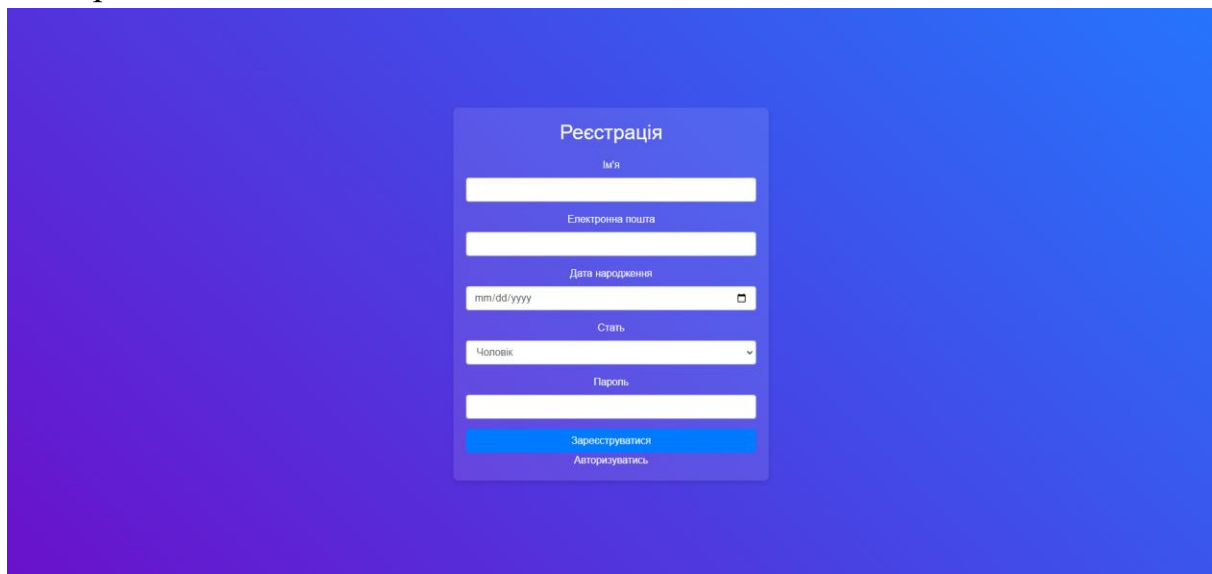 Реєстрація
Ім'я
Електронна пошта
Дата народження
mm/dd/yyyy
Стать
Чоловік
Пароль
Зареєструватися
Авторизуватись